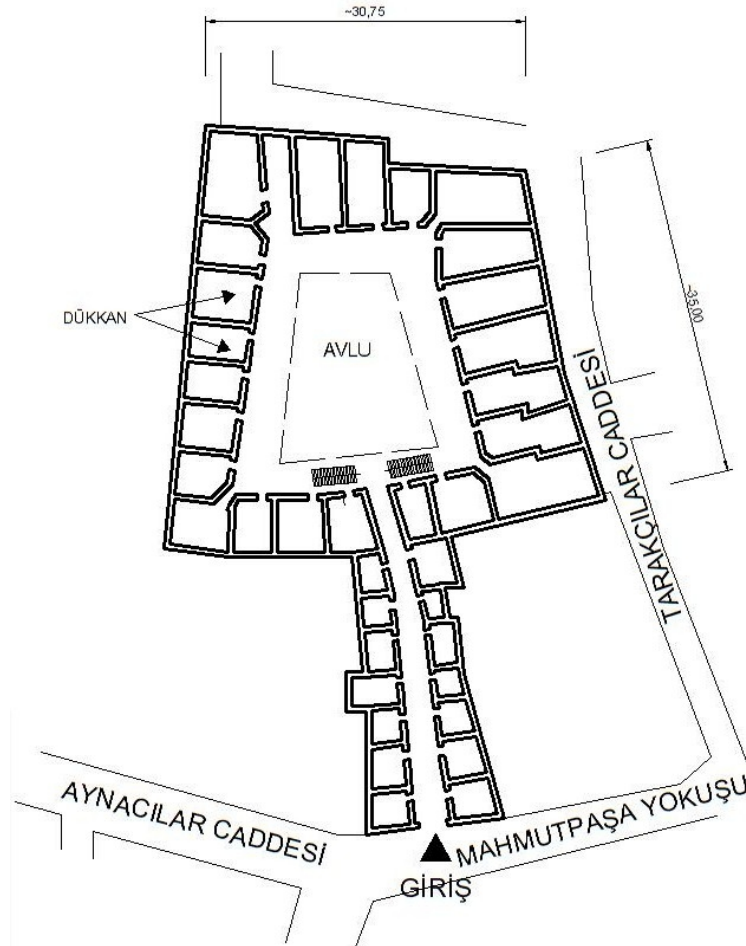 ~30,75
~35,00
DÜKKAN
AVLU
TARAKÇILAR CADDESİ
AYNACILAR CADDESİ
MAHMUTPAŞA YOKUŞU
GİRİŞ